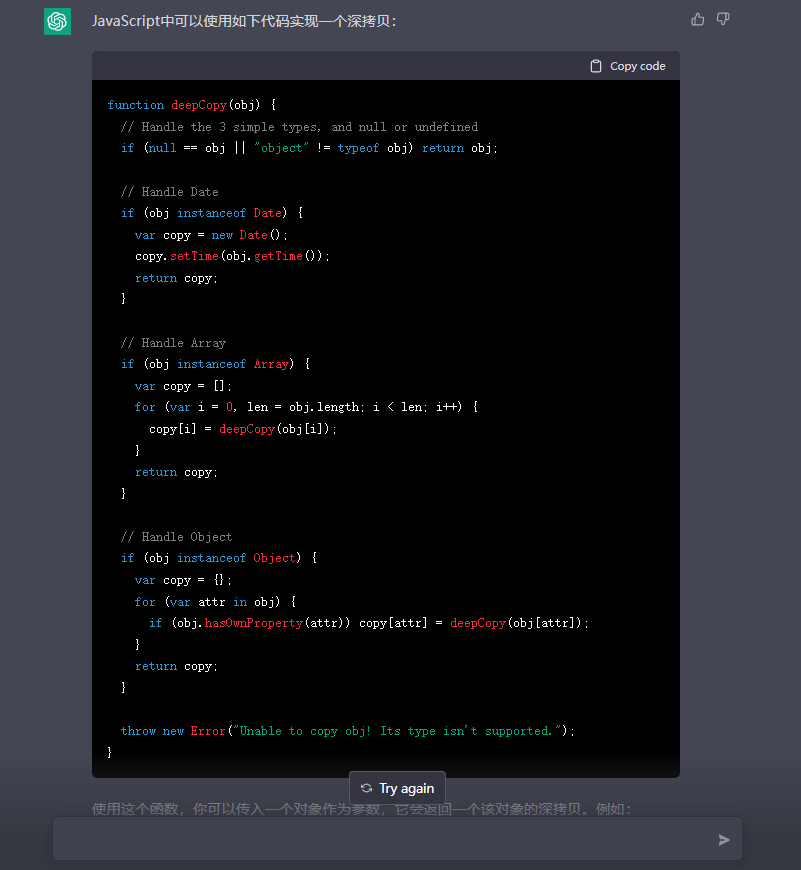 JavaScript中可以使用如下代码实现一个深拷贝：
Copy code
function deepCopy(obj) {
  // Handle the 3 simple types, and null or undefined
  if (null == obj || "object" != typeof obj) return obj;

  // Handle Date
  if (obj instanceof Date) {
    var copy = new Date();
    copy.setTime(obj.getTime());
    return copy;
  }

  // Handle Array
  if (obj instanceof Array) {
    var copy = [];
    for (var i = 0, len = obj.length; i < len; i++) {
      copy[i] = deepCopy(obj[i]);
    }
    return copy;
  }

  // Handle Object
  if (obj instanceof Object) {
    var copy = {};
    for (var attr in obj) {
      if (obj.hasOwnProperty(attr)) copy[attr] = deepCopy(obj[attr]);
    }
    return copy;
  }

  throw new Error("Unable to copy obj! Its type isn't supported.");
}
Try again
使用这个函数，你可以传入一个对象作为参数，它会返回一个该对象的深拷贝。例如：